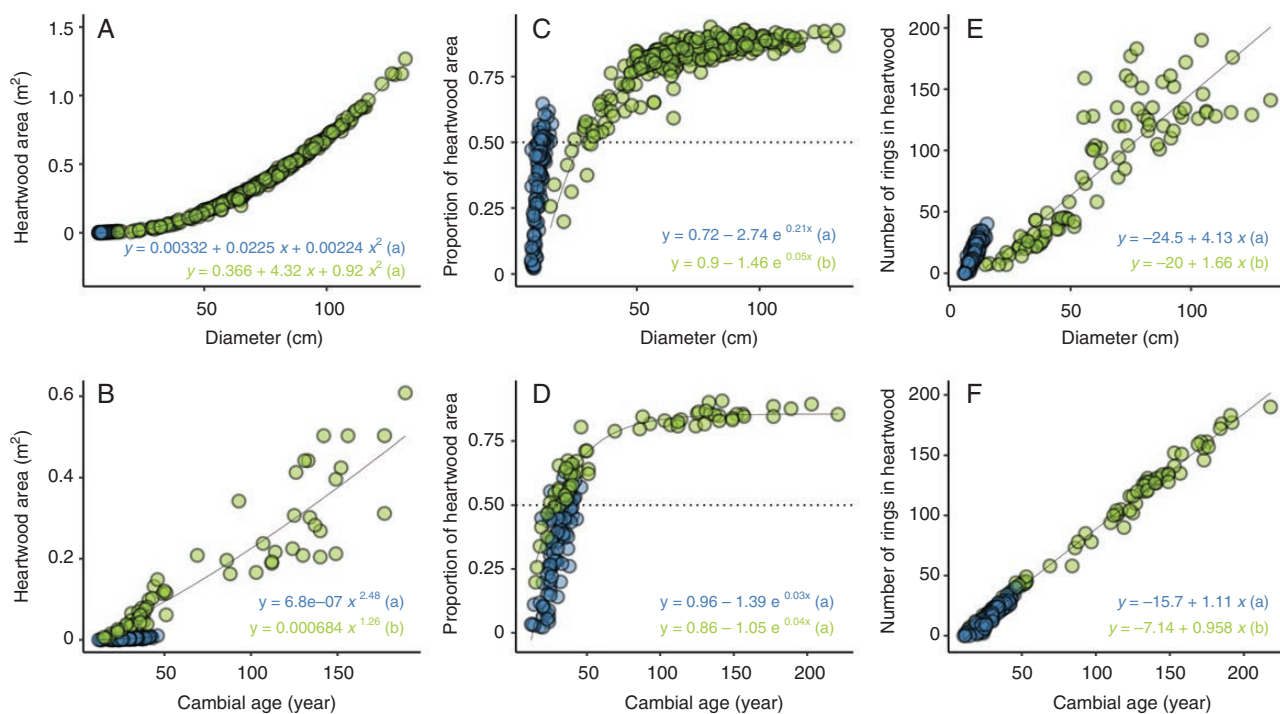 A
Heartwood area (m²)
1.5
1.0
0.5
0
y = 0.00332 + 0.0225 x + 0.00224 x² (a)
y = 0.366 + 4.32 x + 0.92 x² (a)
50
100
Diameter (cm)
C
Proportion of heartwood area
0.75
0.50
0.25
0
y = 0.72 – 2.74 e^0.21x (a)
y = 0.9 – 1.46 e^0.05x (b)
50
100
Diameter (cm)
E
Number of rings in heartwood
200
150
100
50
0
y = –24.5 + 4.13 x (a)
y = –20 + 1.66 x (b)
0
50
100
Diameter (cm)
B
Heartwood area (m²)
0.6
0.4
0.2
0
y = 6.8e–07 x^2.48 (a)
y = 0.000684 x^1.26 (b)
50
100
150
Cambial age (year)
D
Proportion of heartwood area
0.75
0.50
0.25
0
y = 0.96 – 1.39 e^0.03x (a)
y = 0.86 – 1.05 e^0.04x (a)
50
100
150
200
Cambial age (year)
F
Number of rings in heartwood
200
150
100
50
0
y = –15.7 + 1.11 x (a)
y = –7.14 + 0.958 x (b)
50
100
150
200
Cambial age (year)